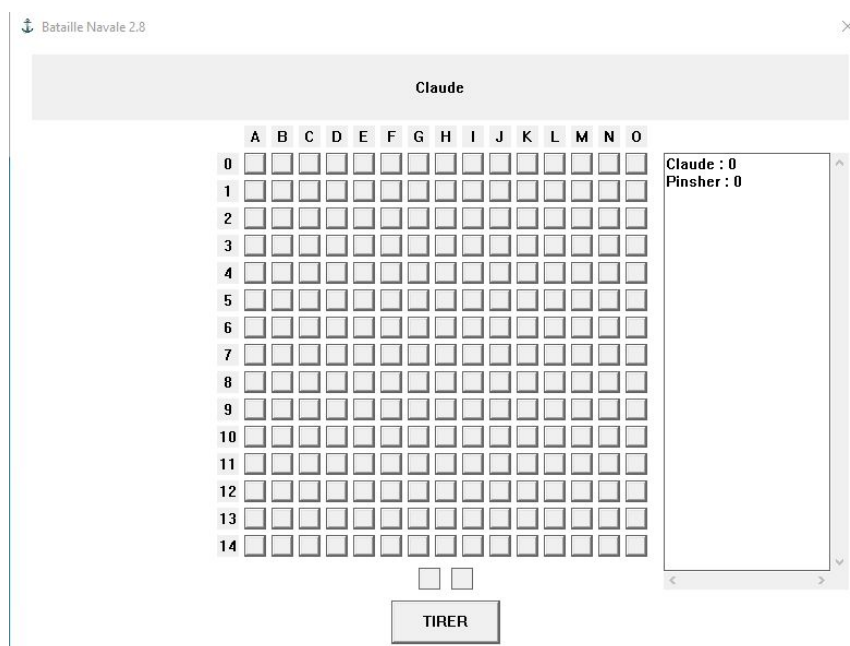 Bataille Navale 2.8
Claude
A B C D E F G H I J K L M N O
0
Claude : 0
1
Pinsher : 0
2
3
4
5
6
7
8
9
10
11
12
13
14
TIRER